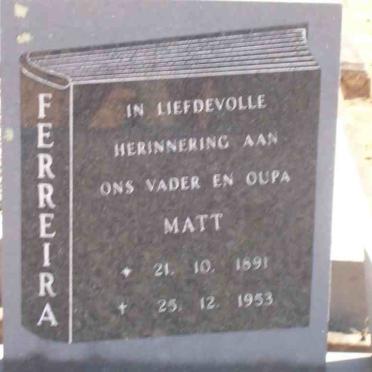 FERREIRA
IN LIEFDEVOLLE
HERINNERING AAN
ONS VADER EN OUPA
MATT
* 21. 10. 1891
† 25. 12. 1953